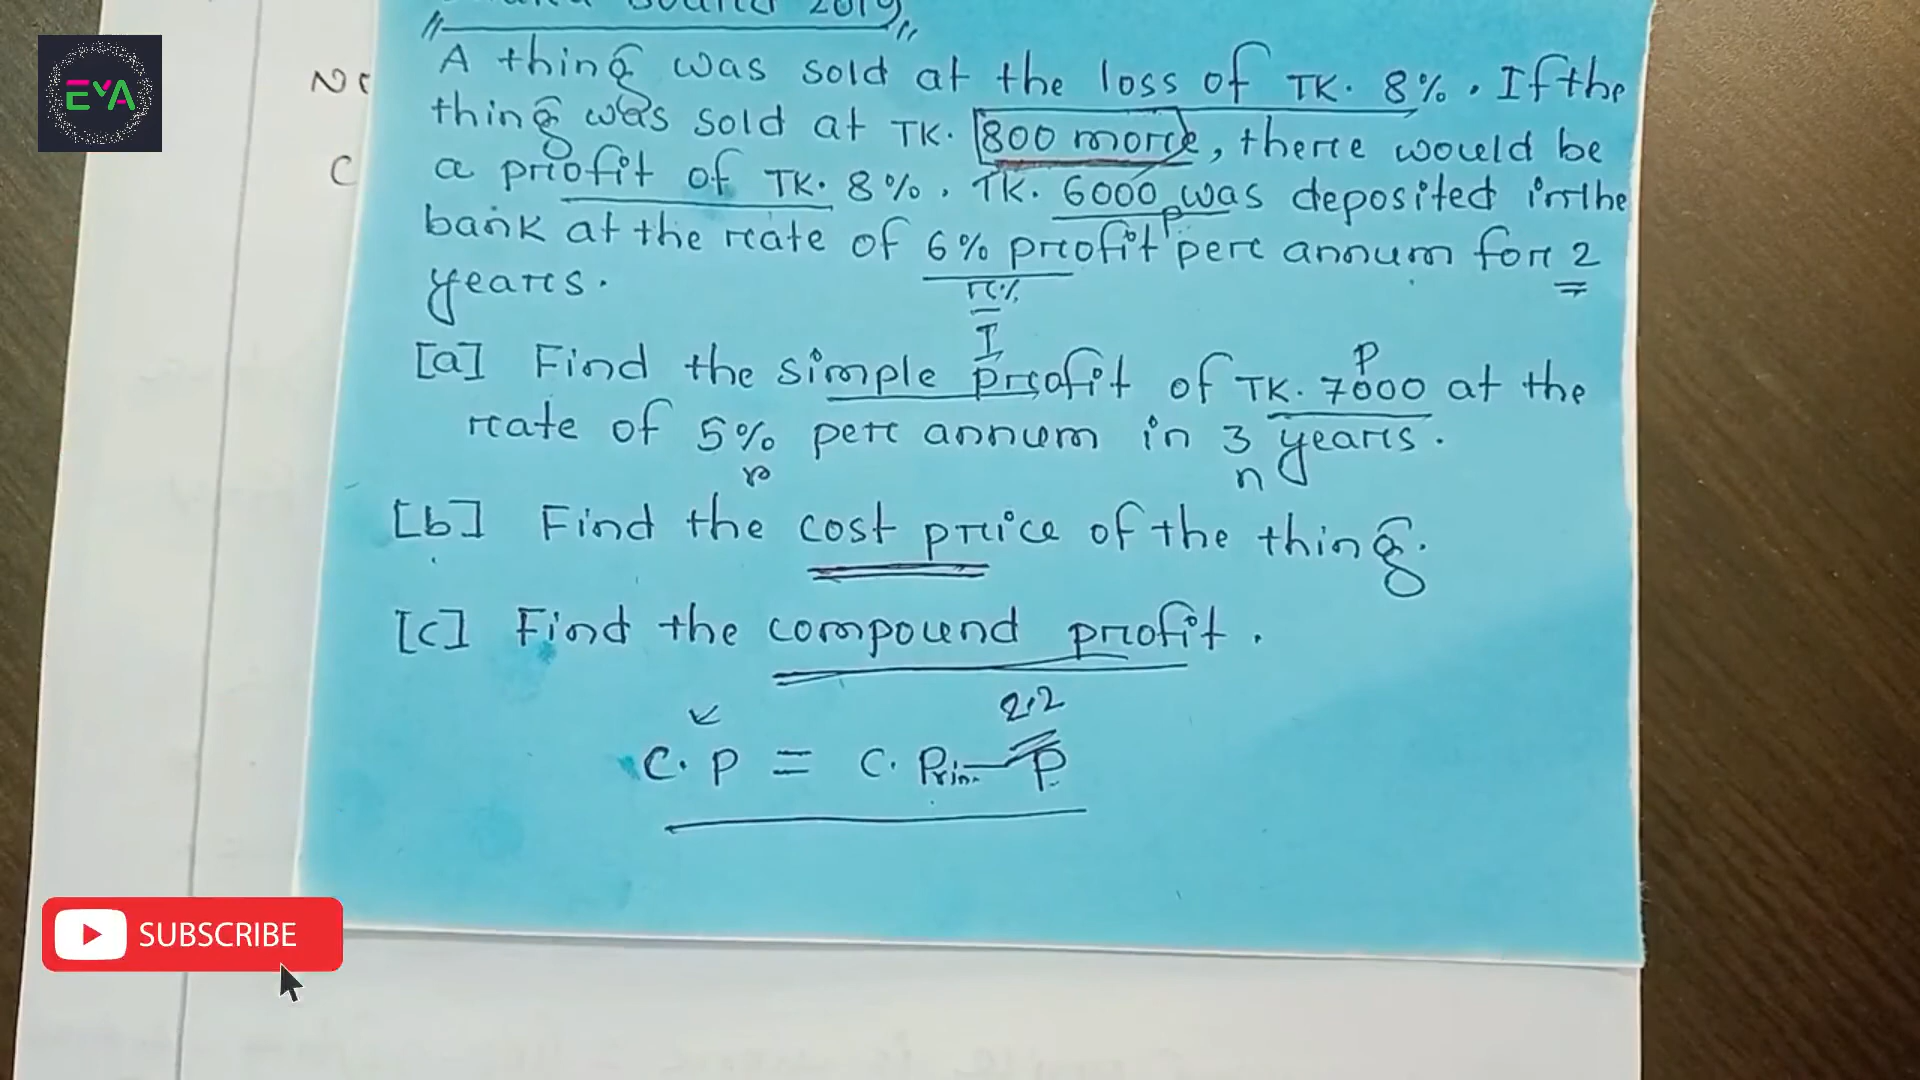 2019
EYA
A thing was sold at the loss of TK. 8%. If the
thing was sold at TK. 800 more, there would be
a profit of TK. 8%. TK. 6000 was deposited in the
P
bank at the rate of 6% profit per annum for 2
years.
r%
I
P
[a] Find the simple profit of TK. 7000 at the
rate of 5% per annum in 3 years.
r
n
[b] Find the cost price of the thing.
[c] Find the compound profit.
C. P = C. Prin. - P
SUBSCRIBE